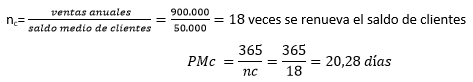 n_c=ventas anuales/saldo medio de clientes = 900.000/50.000 = 18 veces se renueva el saldo de clientes
PMc = 365/nc = 365/18 = 20,28 días